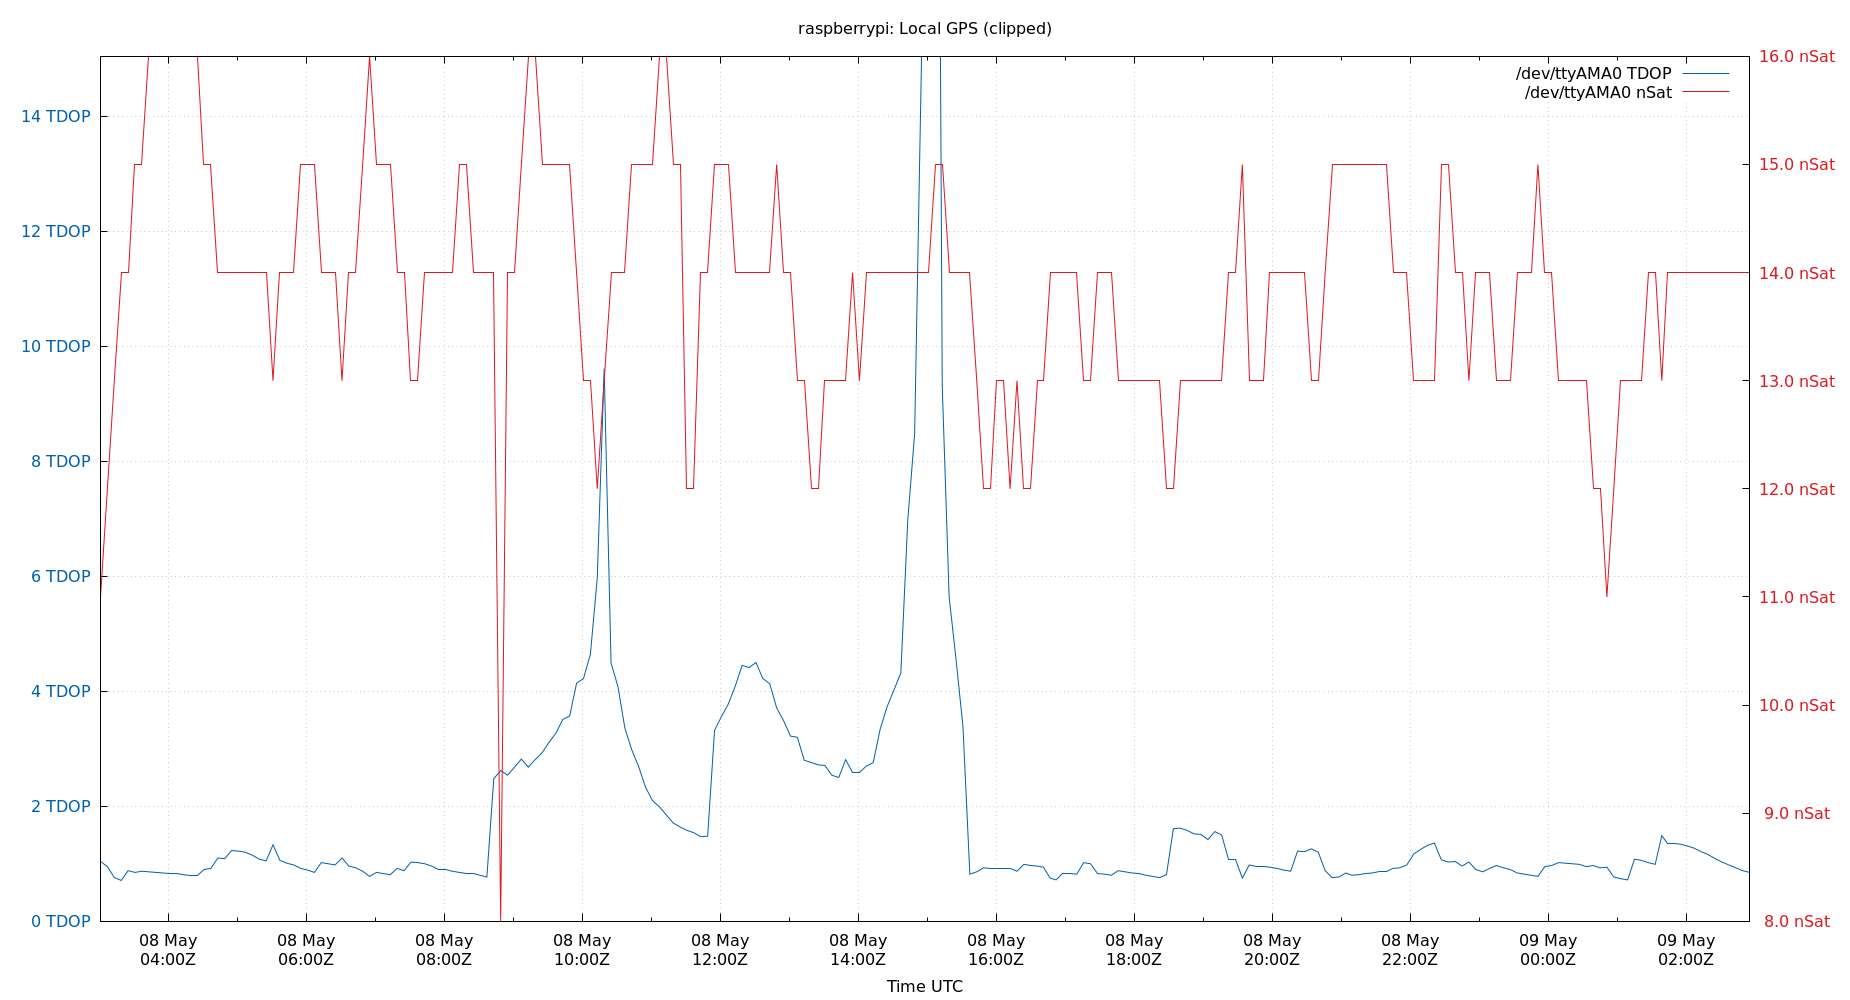 raspberrypi: Local GPS (clipped)
/dev/ttyAMA0 TDOP
/dev/ttyAMA0 nSat
14 TDOP
12 TDOP
10 TDOP
8 TDOP
6 TDOP
4 TDOP
2 TDOP
0 TDOP
16.0 nSat
15.0 nSat
14.0 nSat
13.0 nSat
12.0 nSat
11.0 nSat
10.0 nSat
9.0 nSat
8.0 nSat
08 May 08 May 08 May 08 May 08 May 08 May 08 May 08 May 08 May 08 May 09 May 09 May
04:00Z 06:00Z 08:00Z 10:00Z 12:00Z 14:00Z 16:00Z 18:00Z 20:00Z 22:00Z 00:00Z 02:00Z
Time UTC